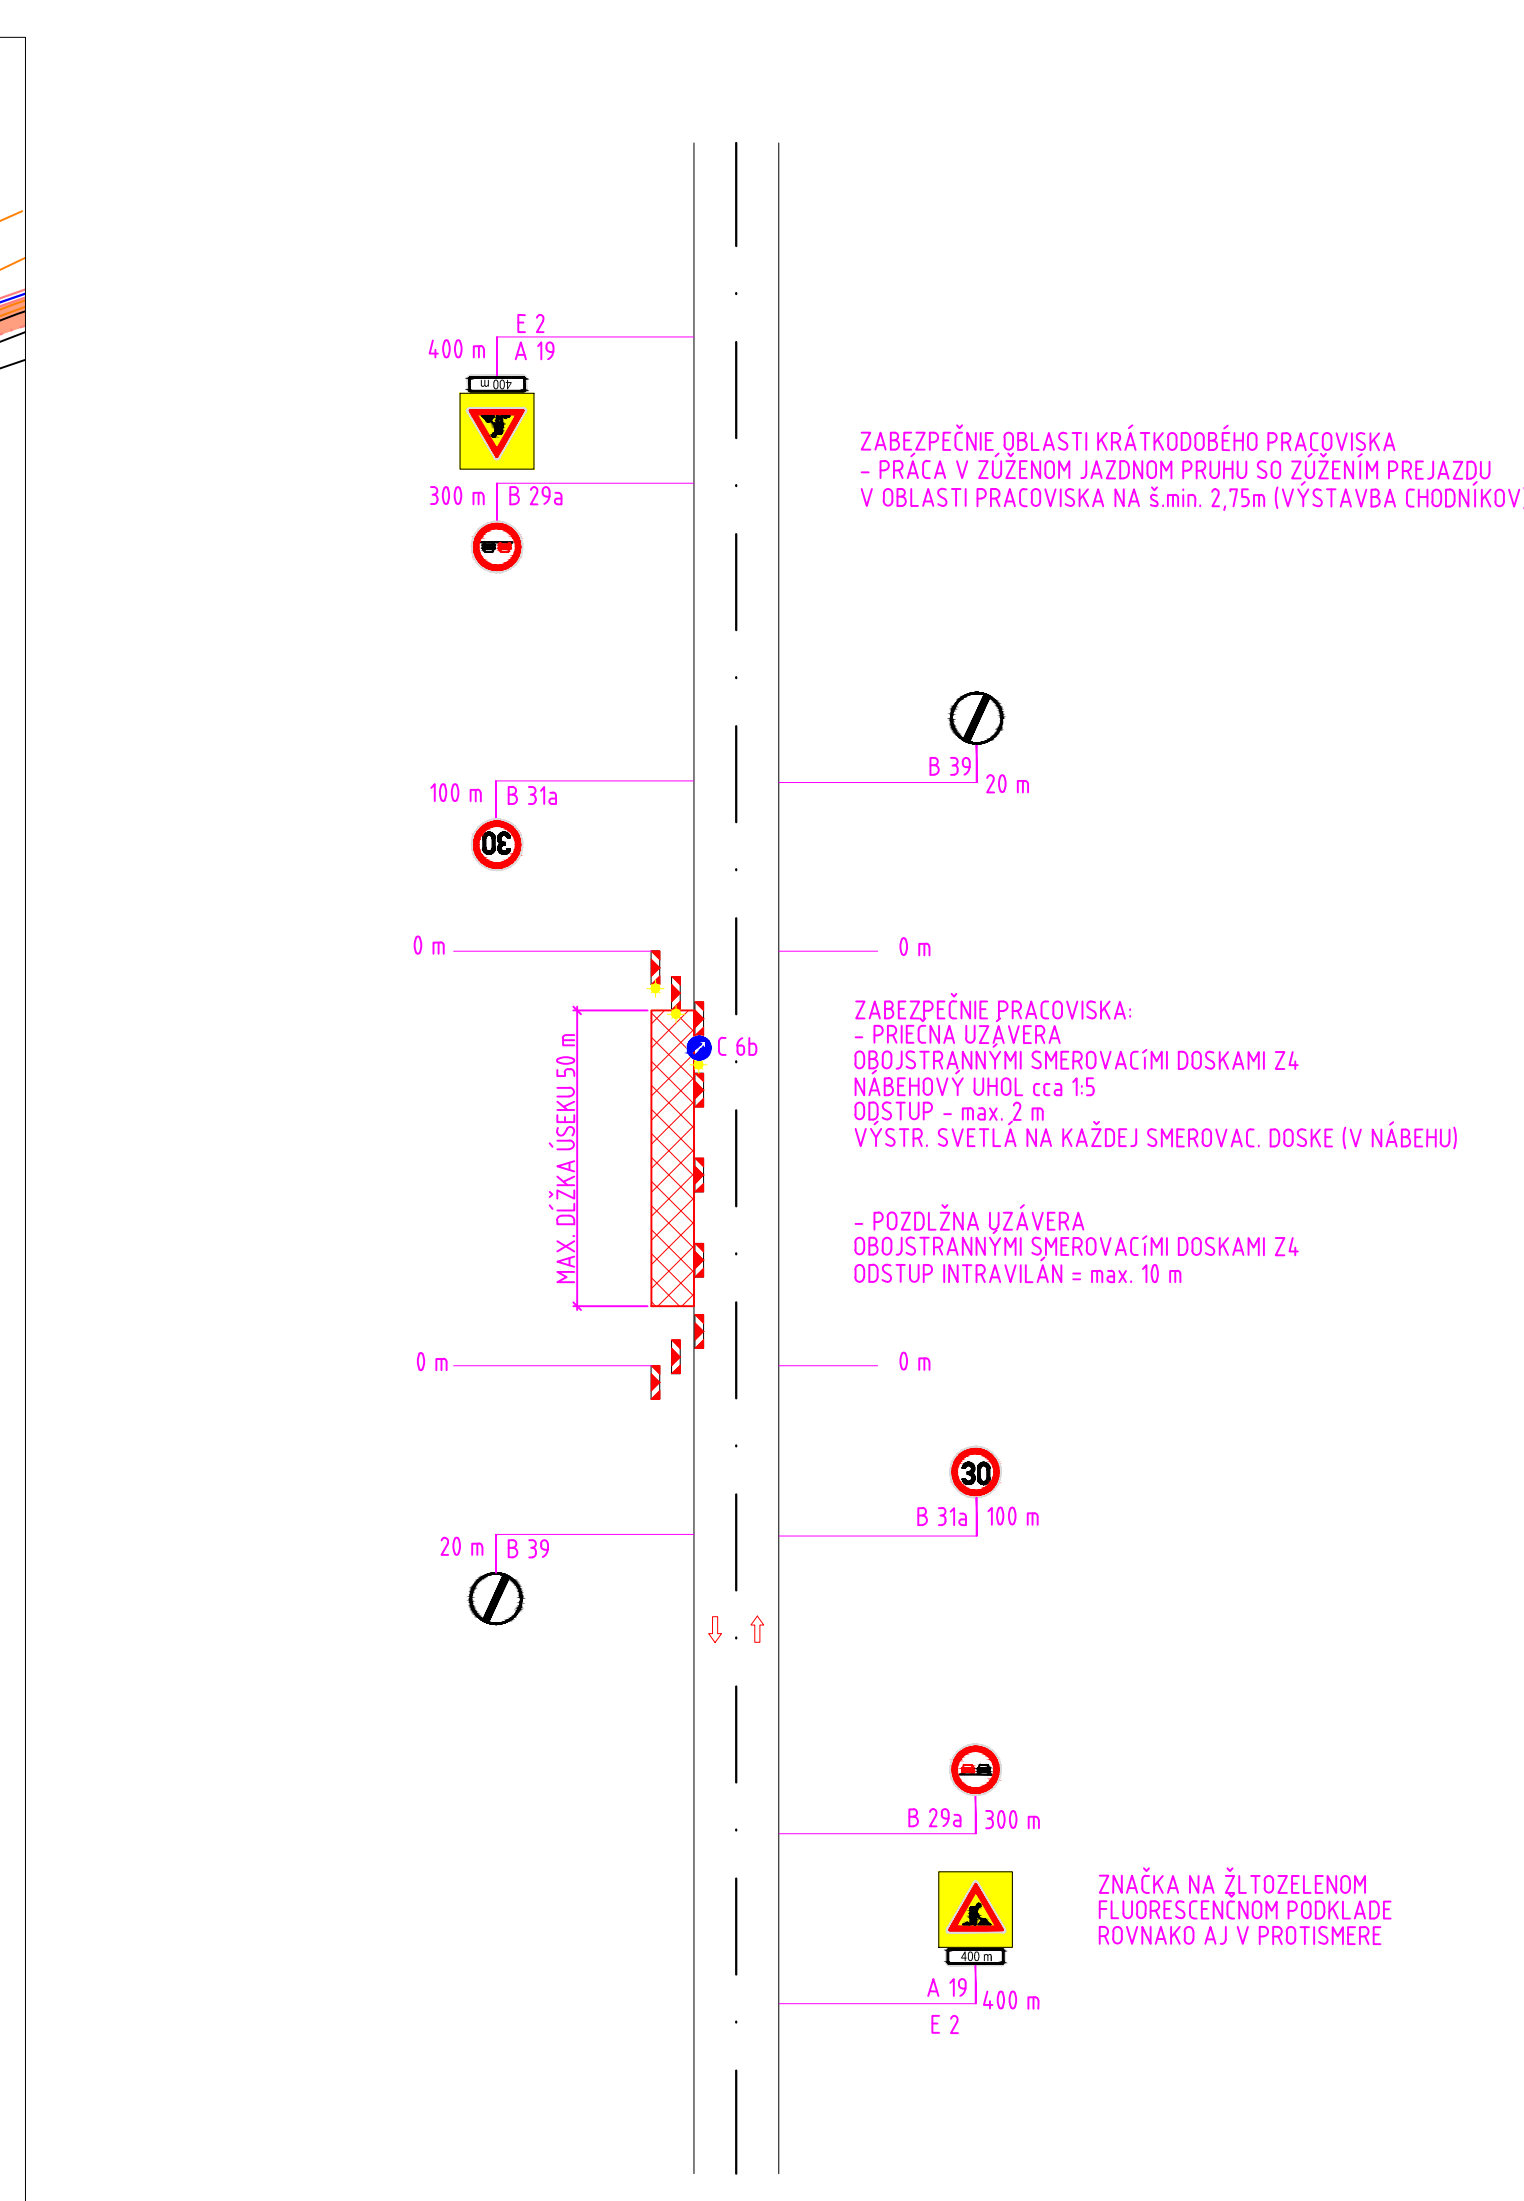 E 2
400 m
A 19
400 m
ZABEZPEČNIE OBLASTI KRÁTKODOBÉHO PRACOVISKA
- PRÁCA V ZÚŽENOM JAZDNOM PRUHU SO ZÚŽENÍM PREJAZDU
V OBLASTI PRACOVISKA NA š.min. 2,75m (VÝSTAVBA CHODNÍKOV)
300 m
B 29a
B 39
20 m
100 m
B 31a
30
0 m
0 m
ZABEZPEČNIE PRACOVISKA:
- PRIEČNA UZÁVERA
OBOJSTRANNÝMI SMEROVACíMI DOSKAMI Z4
NÁBEHOVÝ UHOL cca 1:5
ODSTUP - max. 2 m
VÝSTR. SVETLÁ NA KAŽDEJ SMEROVAC. DOSKE (V NÁBEHU)
C 6b
MAX. DĹŽKA ÚSEKU 50 m
- POZDLŽNA UZÁVERA
OBOJSTRANNÝMI SMEROVACíMI DOSKAMI Z4
ODSTUP INTRAVILÁN = max. 10 m
0 m
0 m
30
B 31a
100 m
20 m
B 39
B 29a
300 m
ZNAČKA NA ŽLTOZELENOM
FLUORESCENČNOM PODKLADE
ROVNAKO AJ V PROTISMERE
400 m
A 19
400 m
E 2